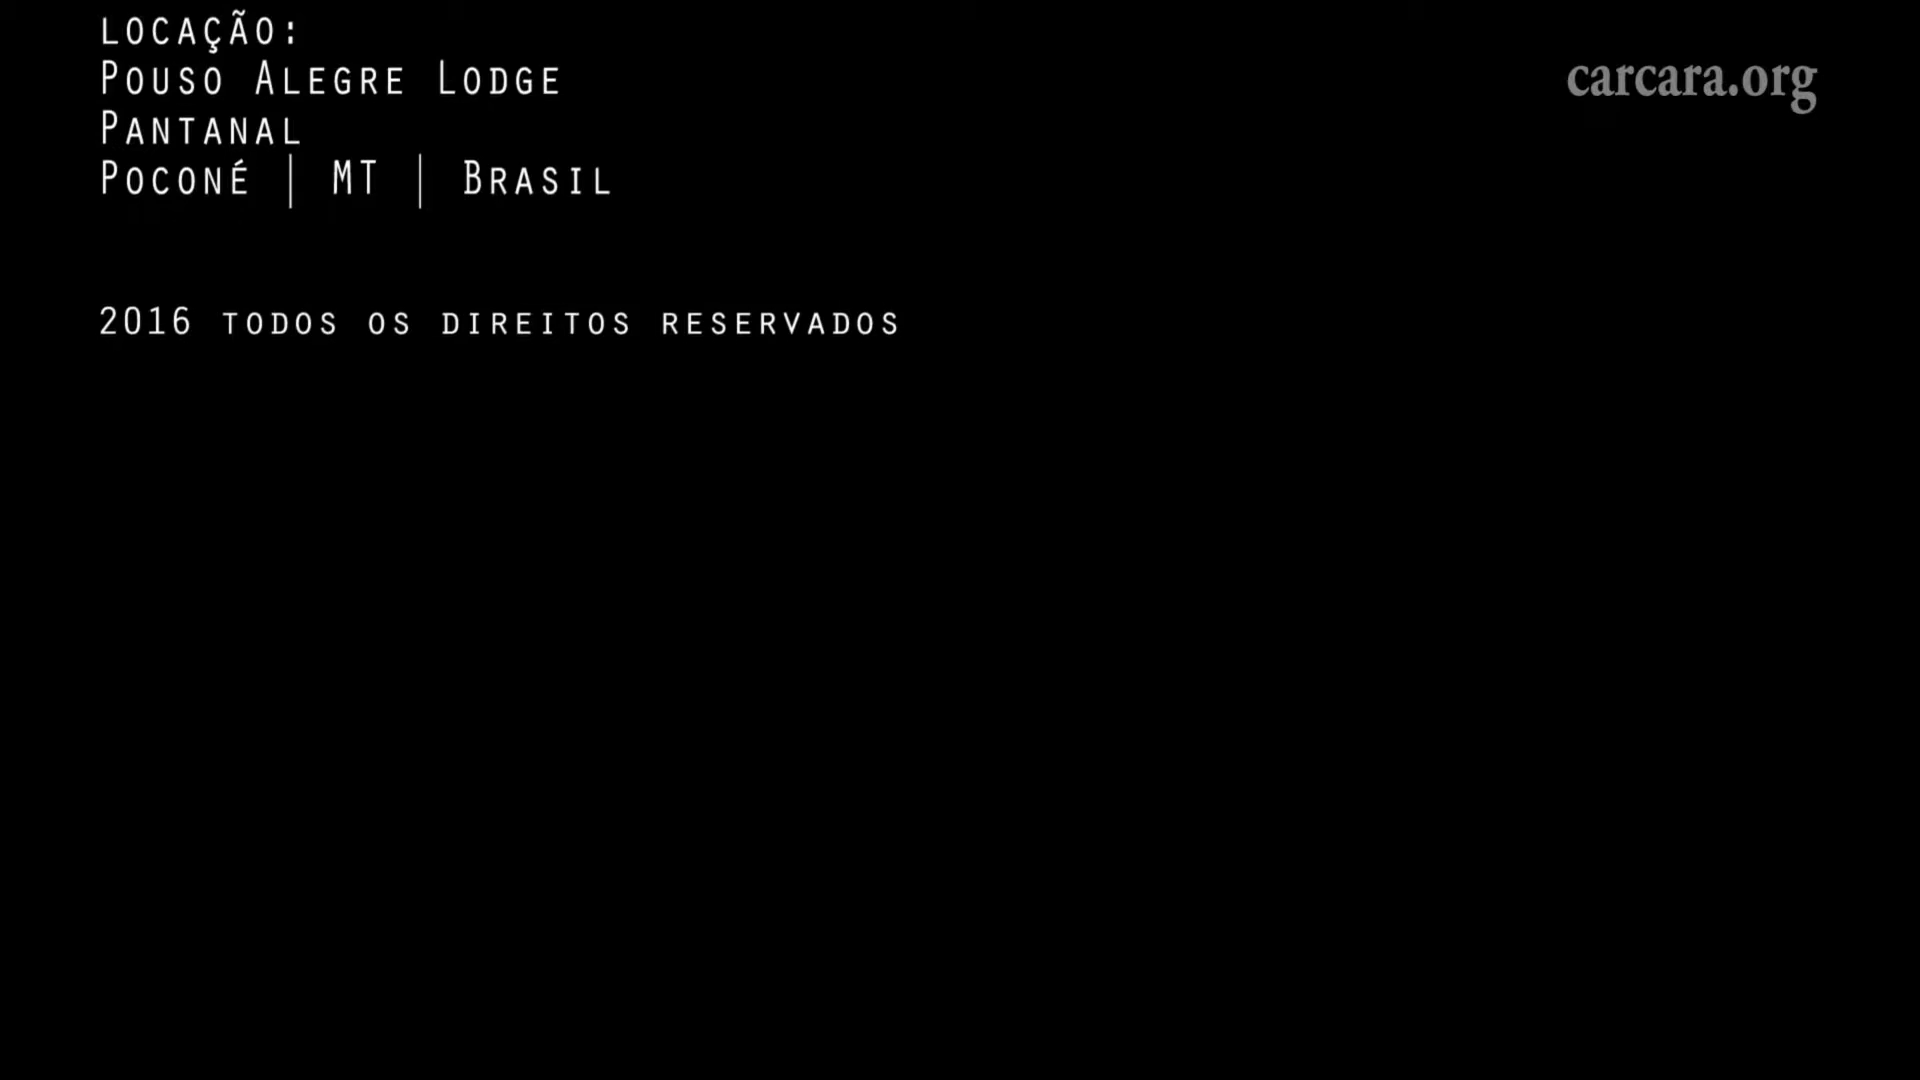 LOCAÇÃO:
POUSO ALEGRE LODGE
carcara.org
PANTANAL
POCONÉ | MT | BRASIL
2016 TODOS OS DIREITOS RESERVADOS